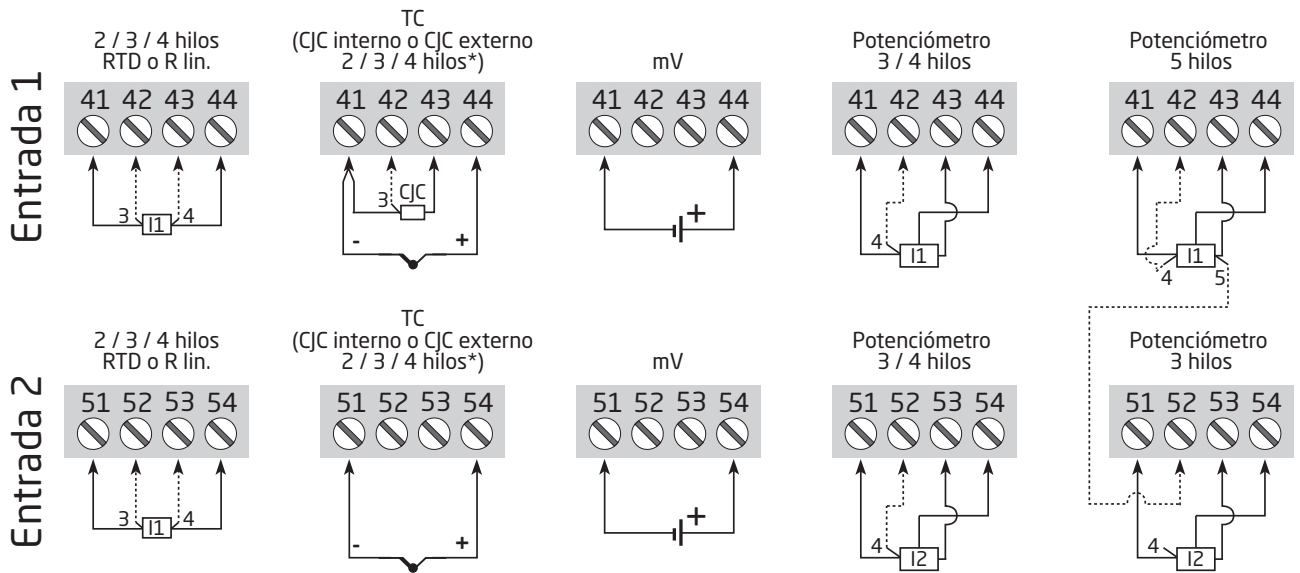 Entrada 1
2 / 3 / 4 hilos
RTD o R lin.
41 42 43 44
3 I1 4
TC
(CJC interno o CJC externo
2 / 3 / 4 hilos*)
41 42 43 44
3 CJC
- +
mV
41 42 43 44
+
Potenciómetro
3 / 4 hilos
41 42 43 44
4 I1
Potenciómetro
5 hilos
41 42 43 44
I1
4 5
Entrada 2
2 / 3 / 4 hilos
RTD o R lin.
51 52 53 54
3 I1 4
TC
(CJC interno o CJC externo
2 / 3 / 4 hilos*)
51 52 53 54
- +
mV
51 52 53 54
+
Potenciómetro
3 / 4 hilos
51 52 53 54
4 I2
Potenciómetro
3 hilos
51 52 53 54
4 I2